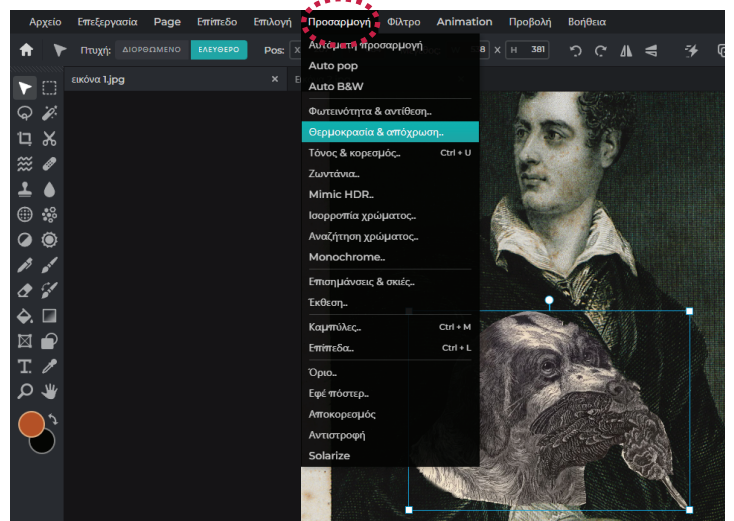 Αρχείο Επεξεργασία Page Επίπεδο Επιλογή Προσαρμογή Φίλτρο Animation Προβολή Βοήθεια
Πτυχή: ΔΙΟΡΘΩΜΕΝΟ ΕΛΕΥΘΕΡΟ Pos: X 8 X H 381
εικόνα 1.jpg ×
Αυτόματη προσαρμογή
Auto pop
Auto B&W
Φωτεινότητα & αντίθεση..
Θερμοκρασία & απόχρωση..
Τόνος & κορεσμός.. Ctrl + U
Ζωντάνια..
Mimic HDR..
Ισορροπία χρώματος..
Αναζήτηση χρώματος..
Monochrome..
Επισημάνσεις & σκιές..
Έκθεση..
Καμπύλες.. Ctrl + M
Επίπεδα.. Ctrl + L
Όριο..
Εφέ πόστερ..
Αποκορεσμός
Αντιστροφή
Solarize